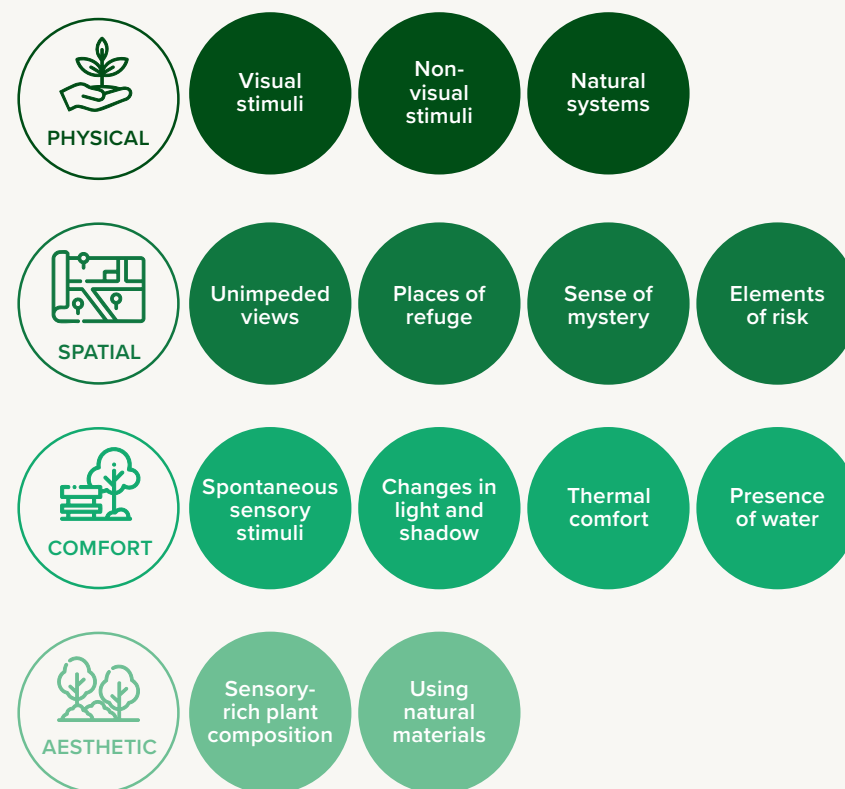 PHYSICAL
Visual
stimuli
Non-
visual
stimuli
Natural
systems
SPATIAL
Unimpeded
views
Places of
refuge
Sense of
mystery
Elements
of risk
COMFORT
Spontaneous
sensory
stimuli
Changes in
light and
shadow
Thermal
comfort
Presence
of water
AESTHETIC
Sensory-
rich plant
composition
Using
natural
materials